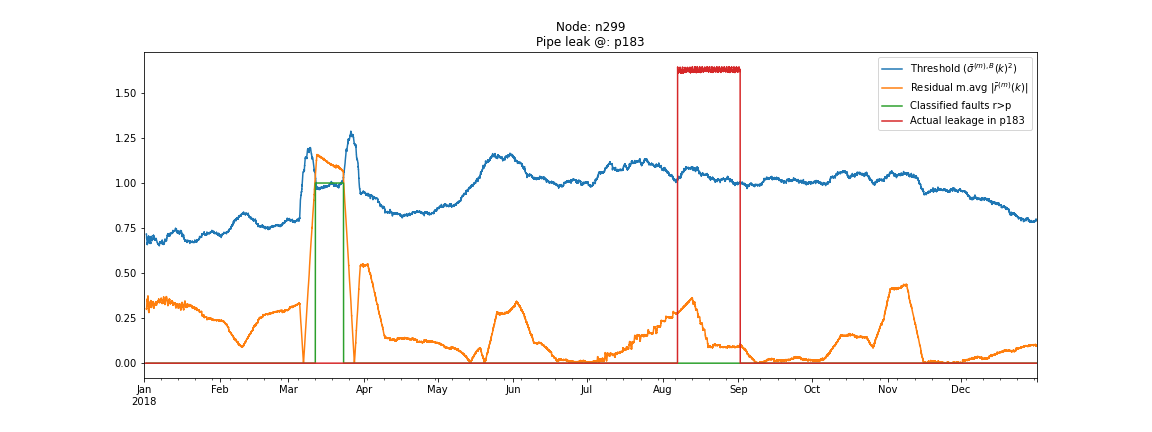 Node: n299
Pipe leak @: p183
Threshold (σ̄⁽ᵐ⁾,ᴮ(k)²)
Residual m.avg |r̄⁽ᵐ⁾(k)|
Classified faults r>p
Actual leakage in p183
1.50
1.25
1.00
0.75
0.50
0.25
0.00
Jan Feb Mar Apr May Jun Jul Aug Sep Oct Nov Dec
2018